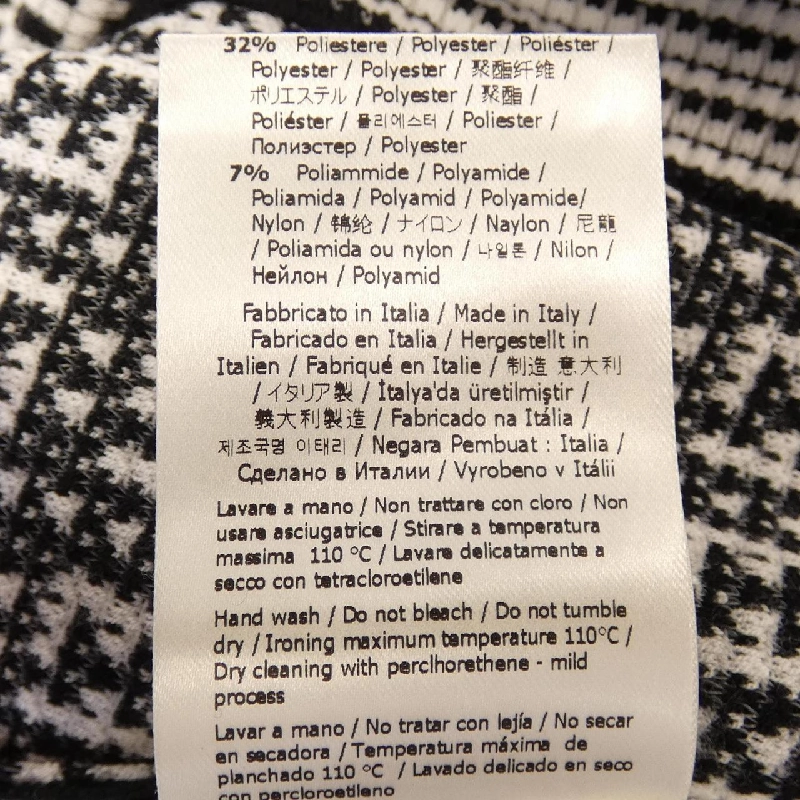 32% Poliestere / Polyester / Poliéster /
Polyester / Polyester / 聚酯纤维 /
ポリエステル / Polyester / 聚酯 /
Poliéster / 폴리에스터 / Poliester /
Полиэстер / Polyester
7% Poliammide / Polyamide /
Poliamida / Polyamid / Polyamide/
Nylon / 锦纶 / ナイロン / Naylon / 尼龍
/ Poliamida ou nylon / 나일론 / Nilon /
Нейлон / Polyamid
Fabbricato in Italia / Made in Italy /
Fabricado en Italia / Hergestellt in
Italien / Fabriqué en Italie / 制造 意大利
/ イタリア製 / İtalya'da üretilmiştir /
義大利製造 / Fabricado na Itália /
제조국명 이태리 / Negara Pembuat : Italia /
Сделано в Италии / Vyrobeno v Itálii
Lavare a mano / Non trattare con cloro / Non
usare asciugatrice / Stirare a temperatura
massima 110 °C / Lavare delicatamente a
secco con tetracloroetilene
Hand wash / Do not bleach / Do not tumble
dry / Ironing maximum temperature 110°C /
Dry cleaning with perclhorethene - mild
process
Lavar a mano / No tratar con lejía / No secar
en secadora / Temperatura máxima de
planchado 110 °C / Lavado delicado en seco
con percloroetileno